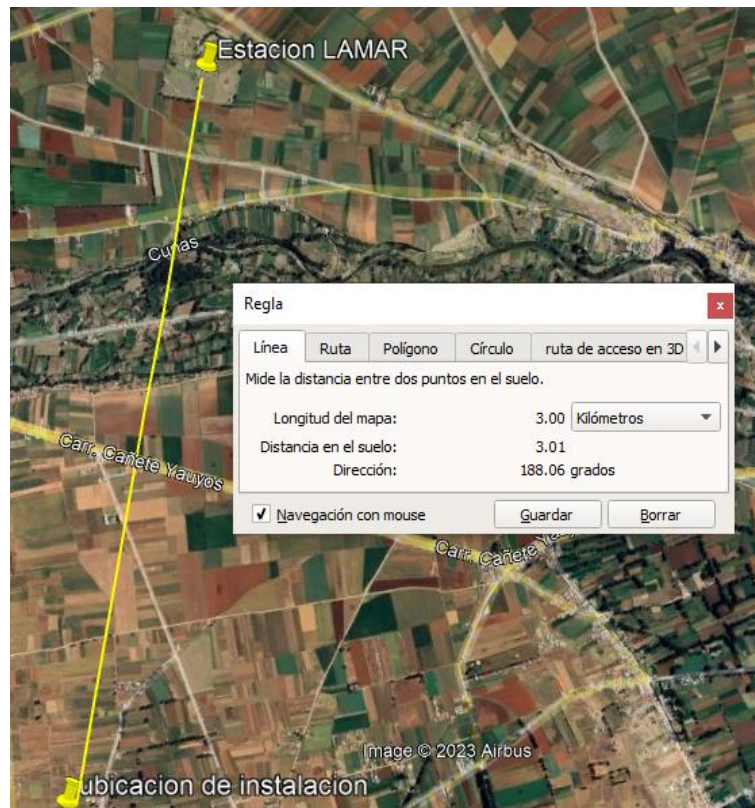 Estacion LAMAR
Cunas
Regla
x
Línea Ruta Polígono Círculo ruta de acceso en 3D
Mide la distancia entre dos puntos en el suelo.
Longitud del mapa: 3.00 Kilómetros
Distancia en el suelo: 3.01
Dirección: 188.06 grados
Navegación con mouse Guardar Borrar
Carr. Cañete Yauyos
Carr. Cañete
Image © 2023 Airbus
ubicacion de instalacion